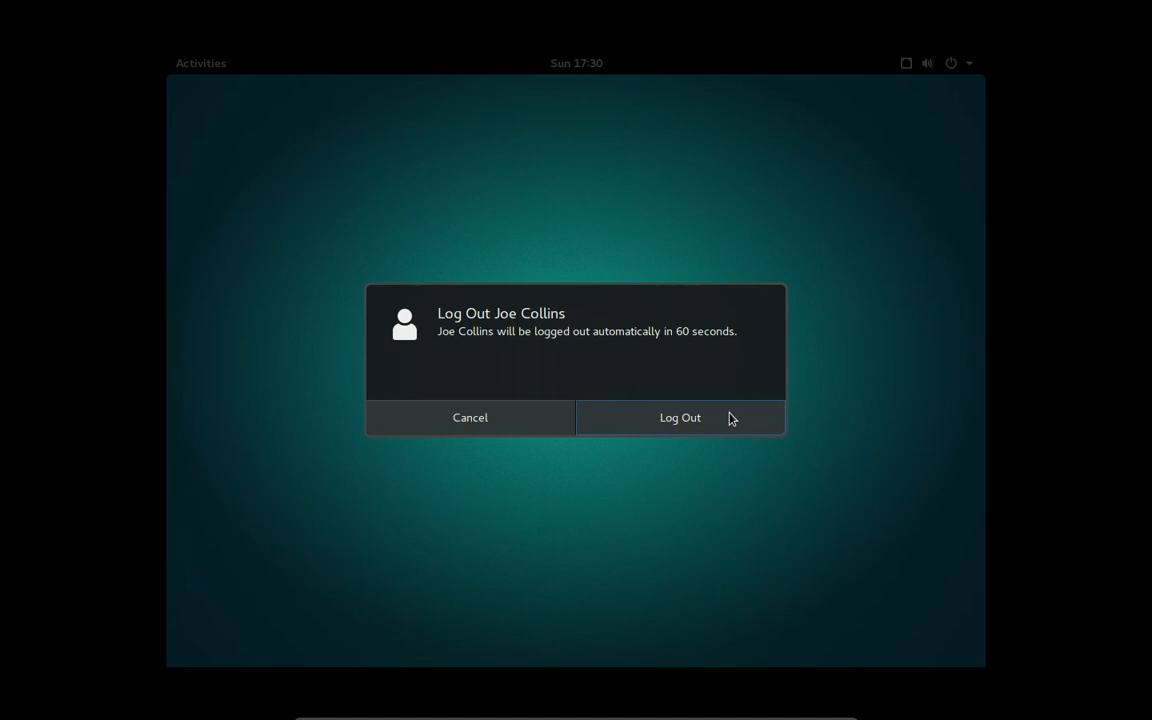 Activities
Sun 17:30
Log Out Joe Collins
Joe Collins will be logged out automatically in 60 seconds.
Cancel
Log Out